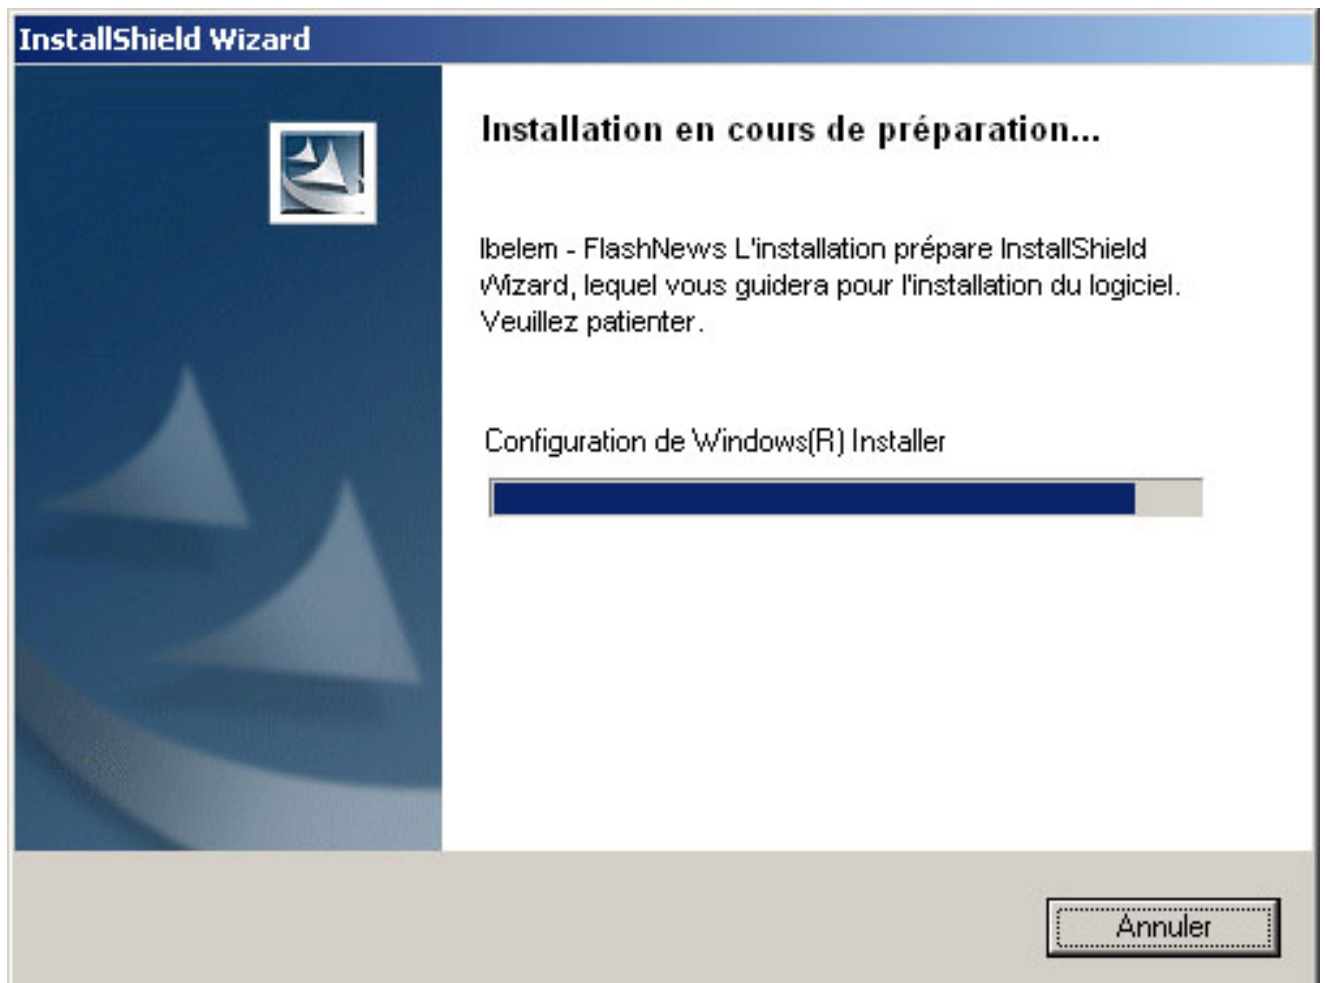 InstallShield Wizard
Installation en cours de préparation...
Ibelem - FlashNews L'installation prépare InstallShield
Wizard, lequel vous guidera pour l'installation du logiciel.
Veuillez patienter.
Configuration de Windows(R) Installer
Annuler